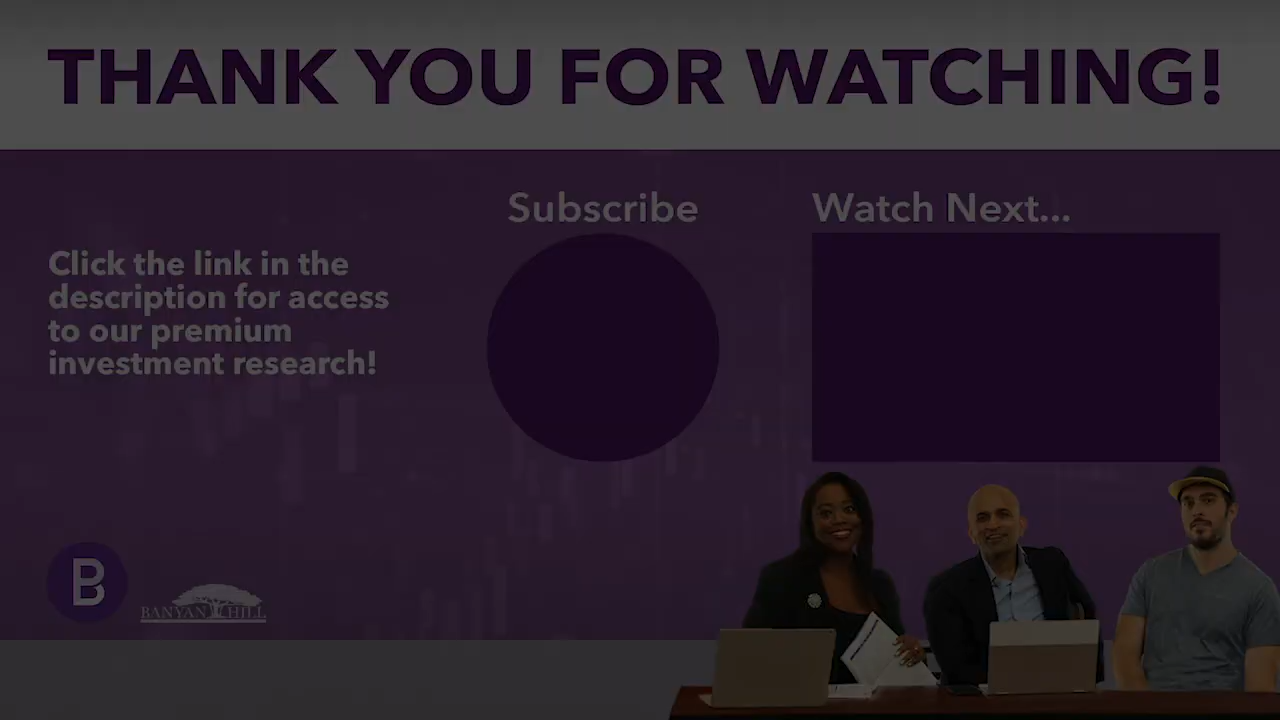 THANK YOU FOR WATCHING!
Subscribe
Watch Next...
Click the link in the
description for access
to our premium
investment research!
B
BANYAN HILL